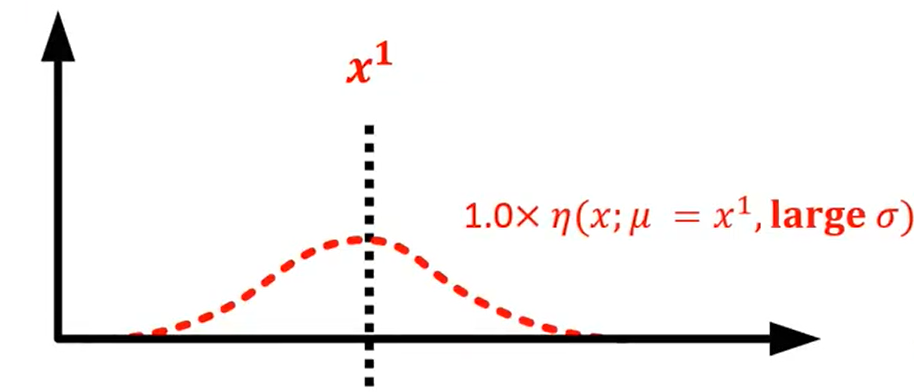 x¹
1.0× η(x; μ = x¹, large σ)